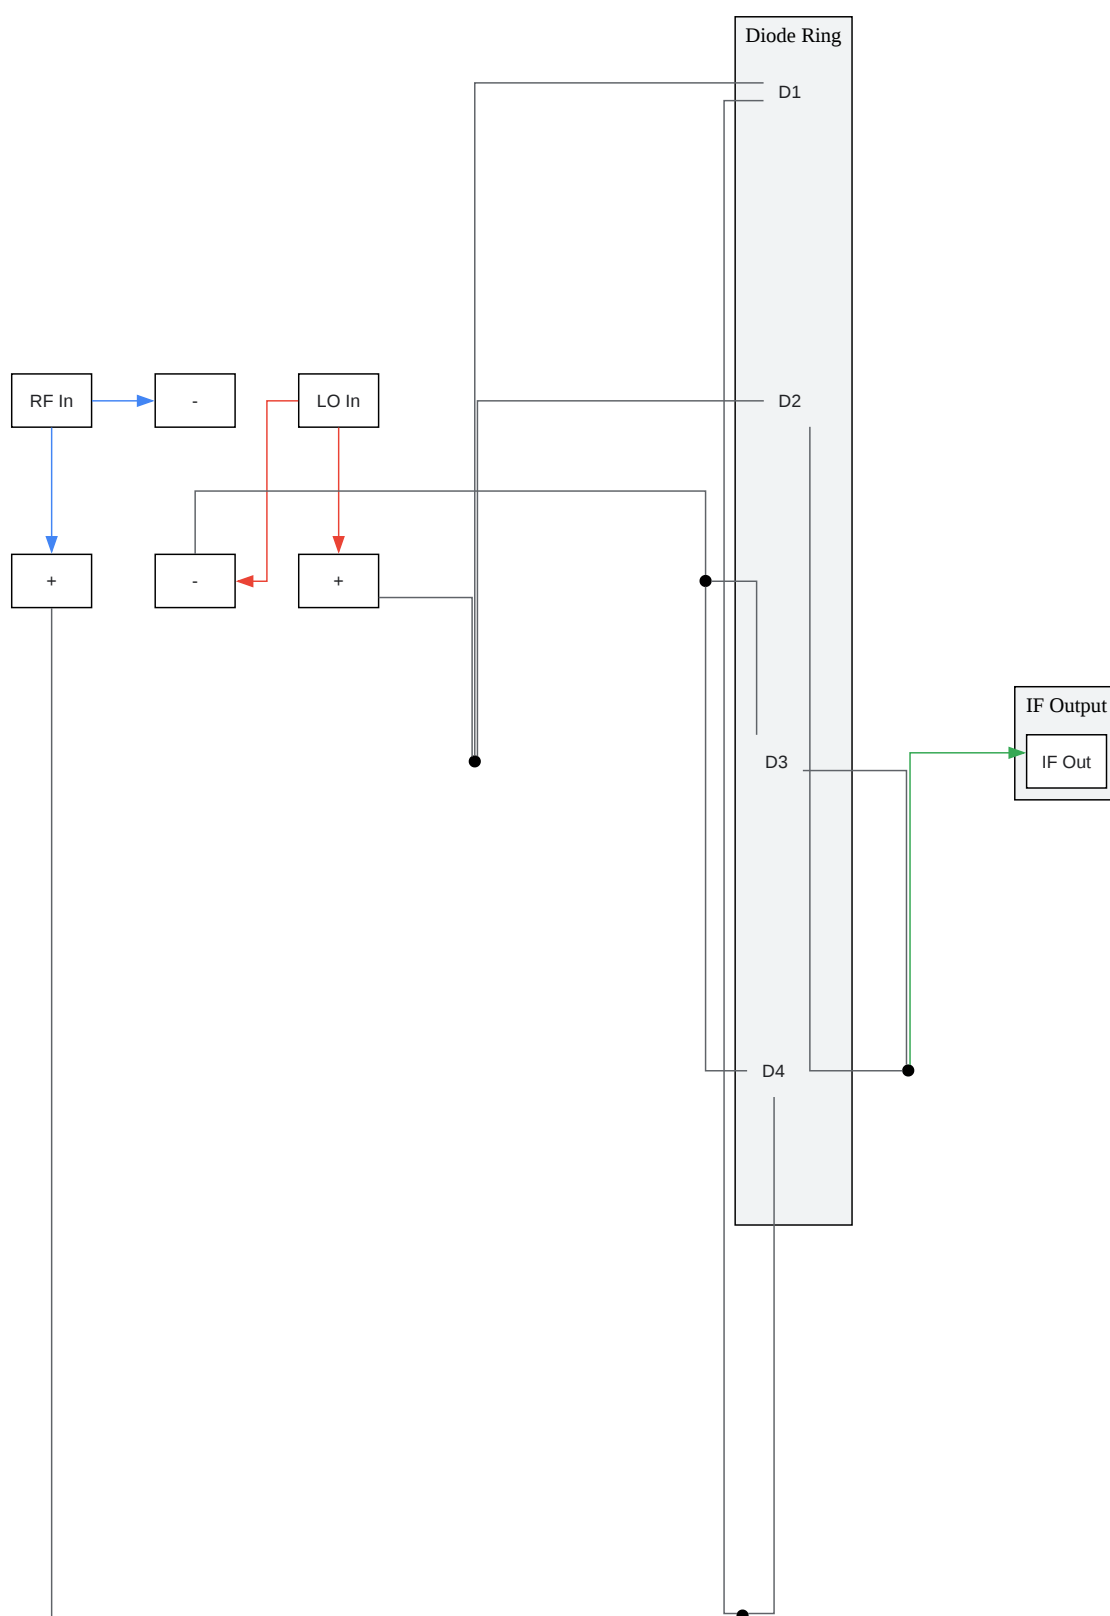 Diode Ring
D1
RF In
-
LO In
D2
+
-
+
IF Output
D3
IF Out
D4